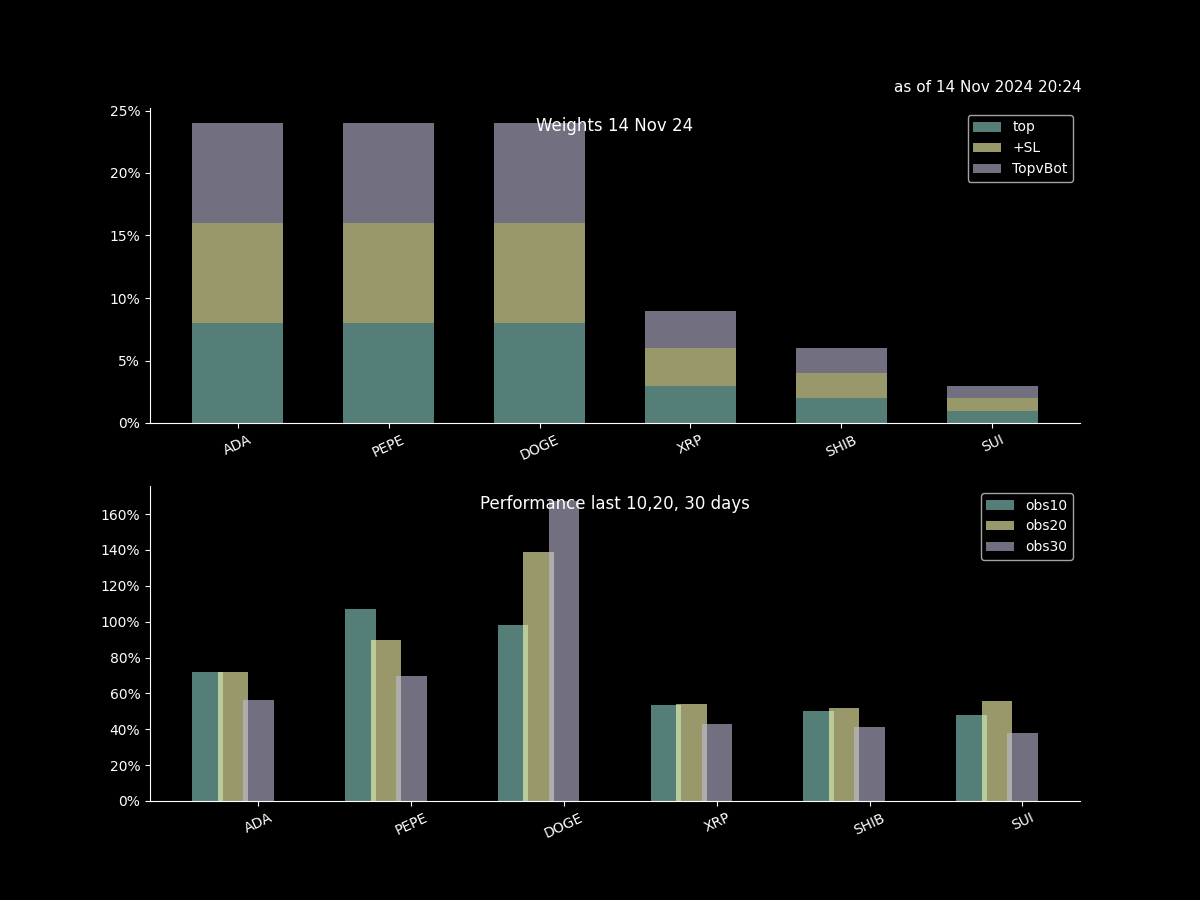 as of 14 Nov 2024 20:24
Weights 14 Nov 24
25%
20%
15%
10%
5%
0%
top
+SL
TopvBot
ADA
PEPE
DOGE
XRP
SHIB
SUI
Performance last 10,20, 30 days
160%
140%
120%
100%
80%
60%
40%
20%
0%
obs10
obs20
obs30
ADA
PEPE
DOGE
XRP
SHIB
SUI